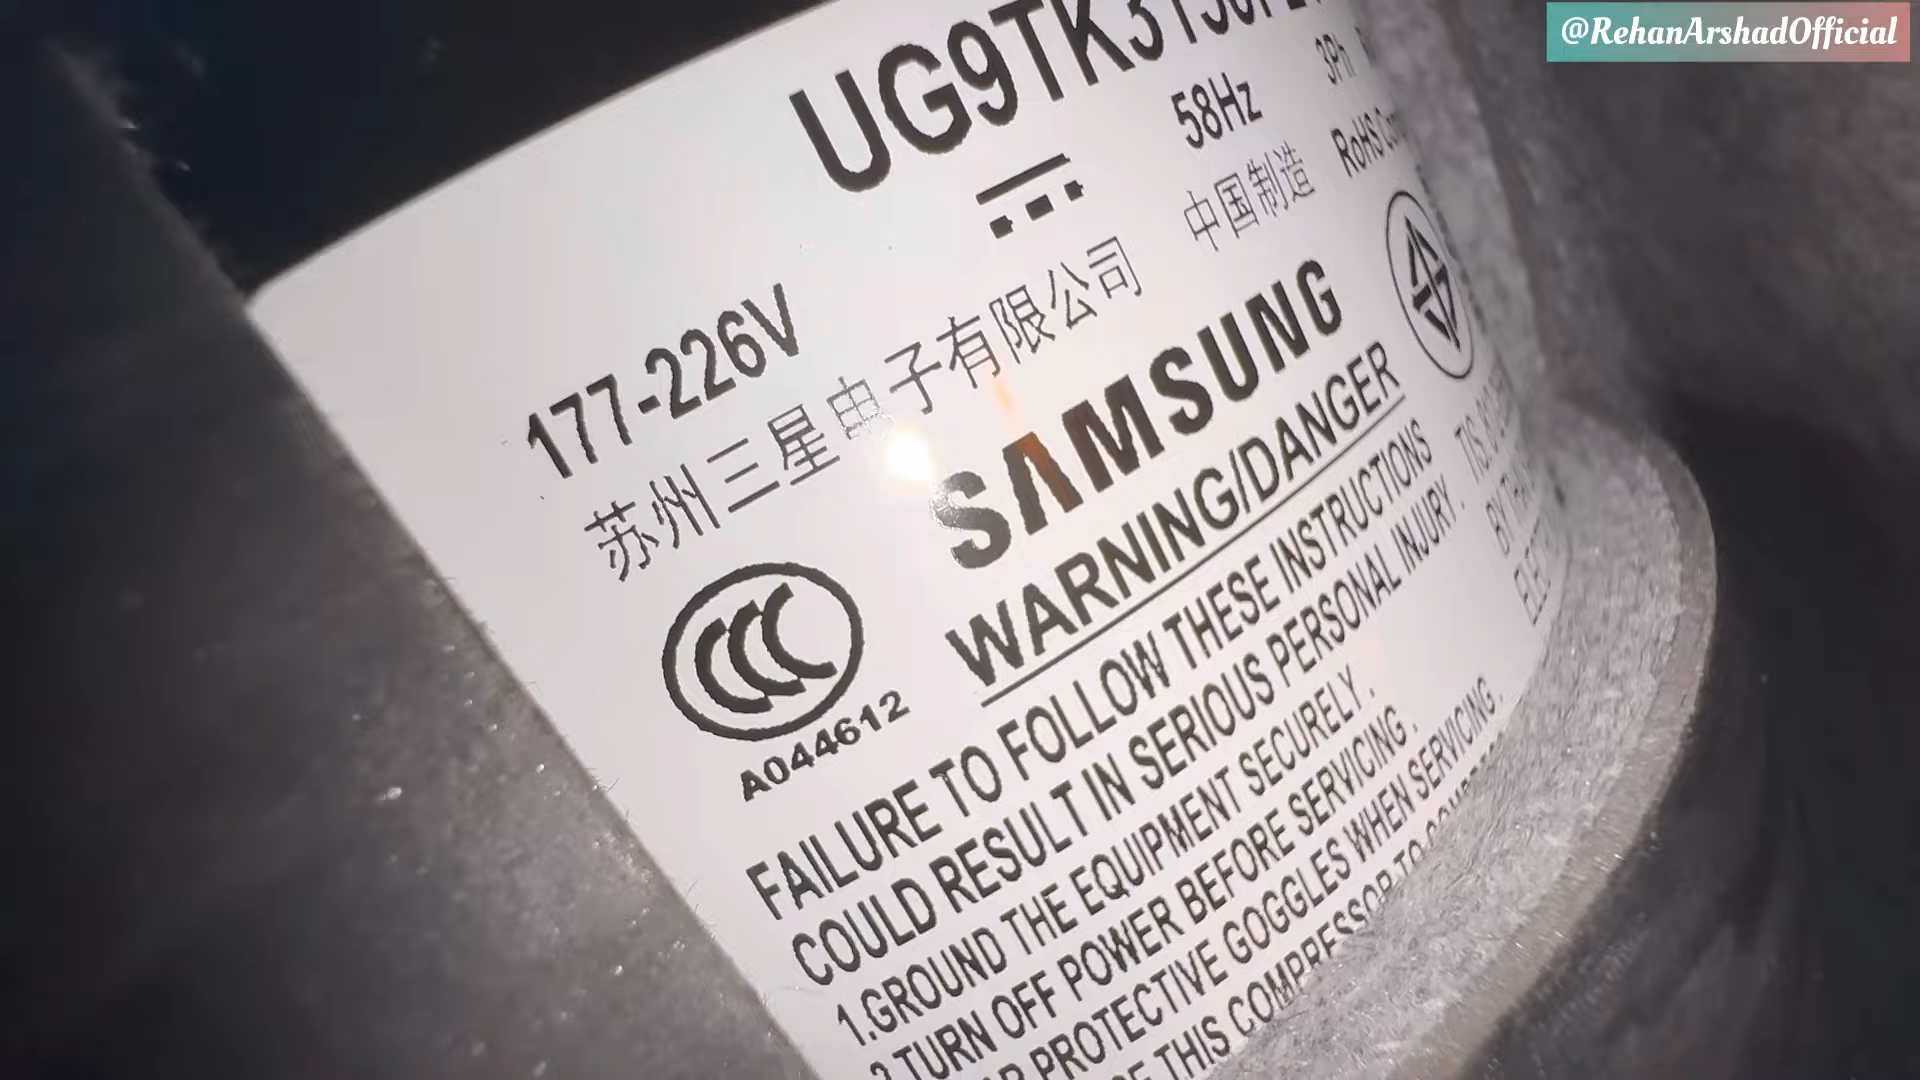 @RehanArshadOfficial
58Hz
3Ph
177-226V
中国制造
RoHS
苏州三星电子有限公司
SAMSUNG
WARNING/DANGER
A044612
FAILURE TO FOLLOW THESE INSTRUCTIONS
COULD RESULT IN SERIOUS PERSONAL INJURY.
1.GROUND THE EQUIPMENT SECURELY.
2.TURN OFF POWER BEFORE SERVICING.
PROTECTIVE GOGGLES WHEN SERVICING.
THIS COMPRESSOR TO